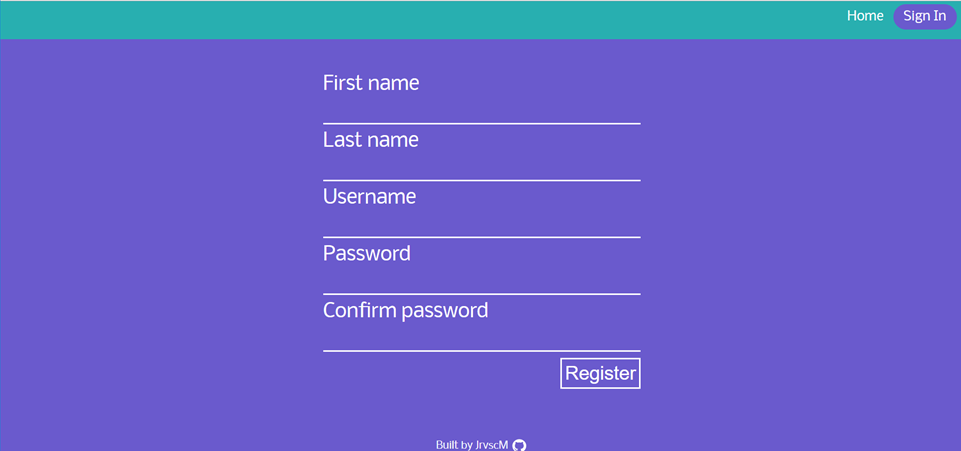 Home Sign In
First name
Last name
Username
Password
Confirm password
Register
Built by JrvscM